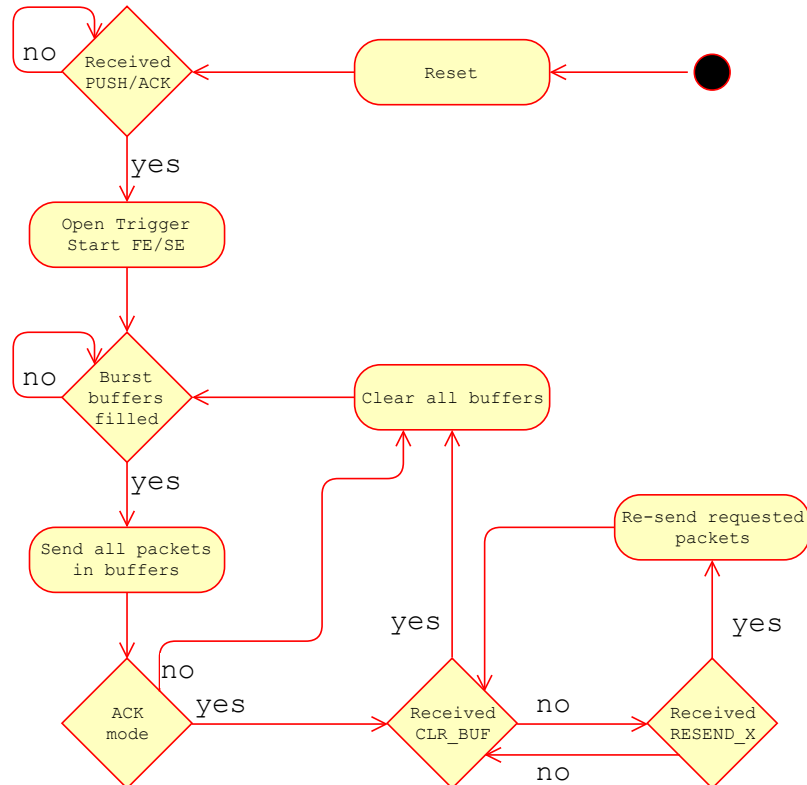 no
Received
PUSH/ACK
Reset
yes
Open Trigger
Start FE/SE
no
Burst
buffers
filled
Clear all buffers
yes
Send all packets
in buffers
Re-send requested
packets
yes
yes
no
ACK
mode
yes
Received
CLR_BUF
no
Received
RESEND_X
no